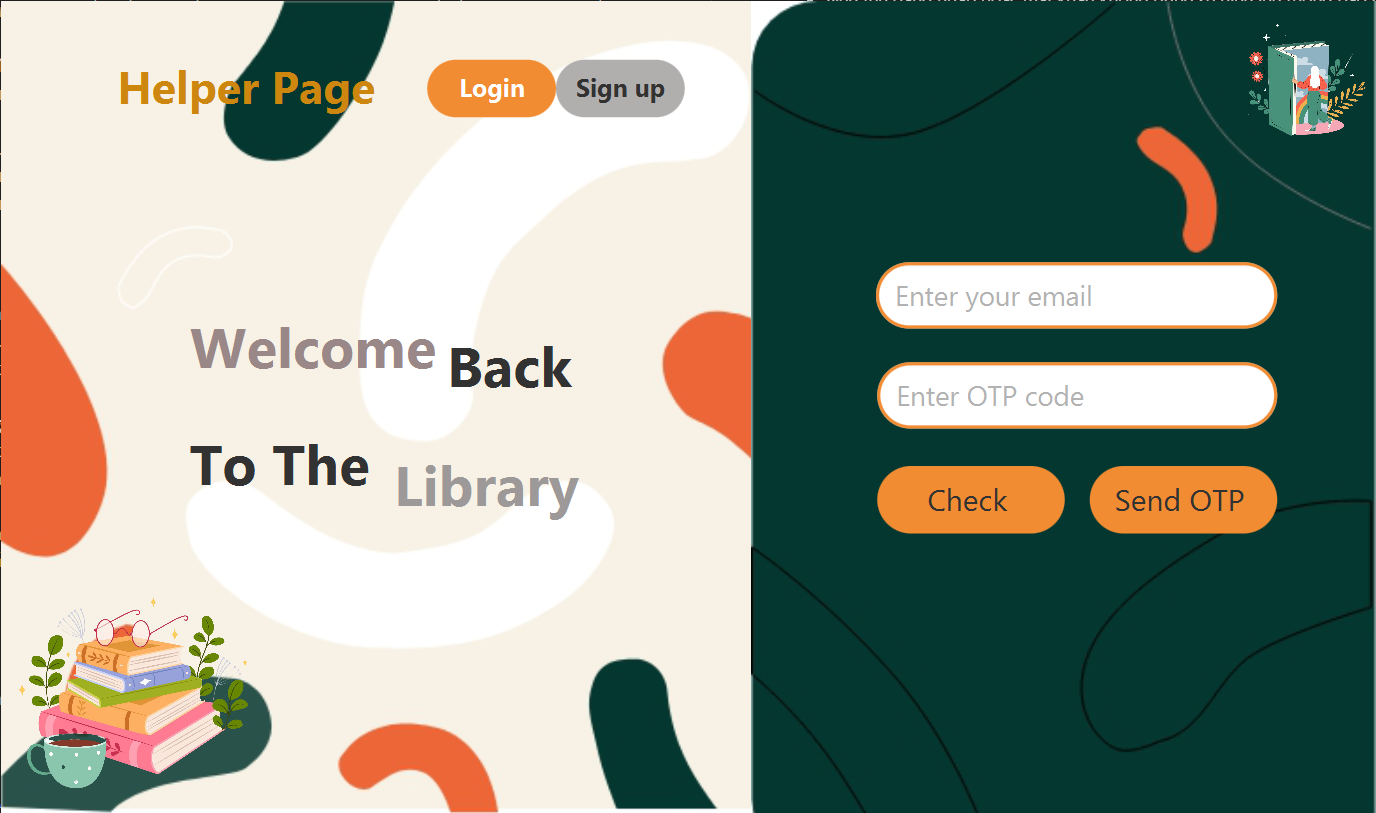 Helper Page
Login
Sign up
Welcome Back
To The Library
Enter your email
Enter OTP code
Check
Send OTP